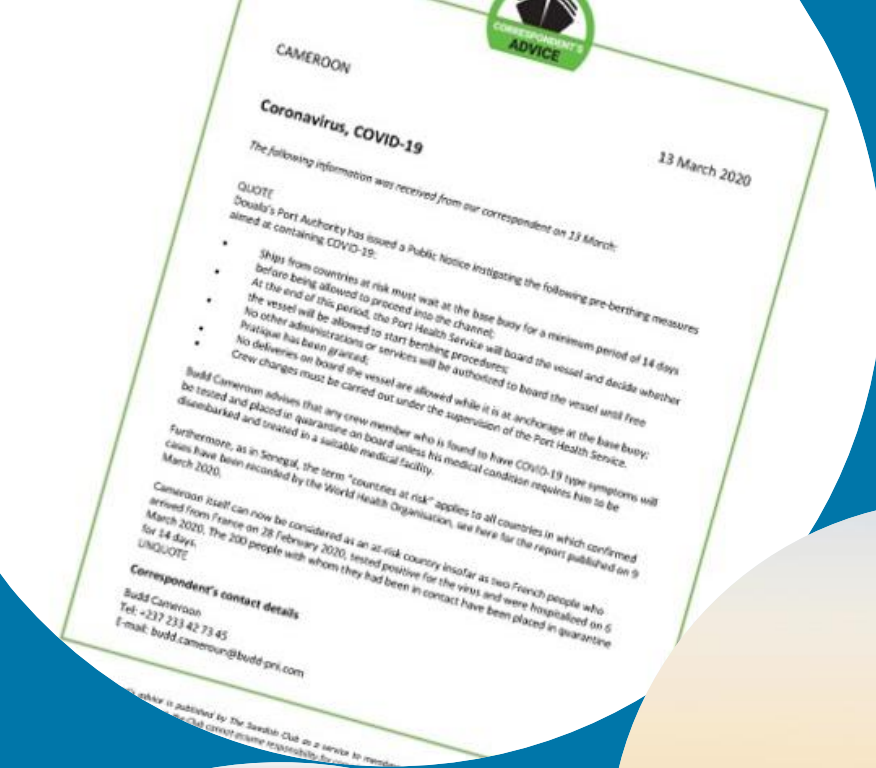 CORRESPONDENT'S
ADVICE
CAMEROON
13 March 2020
Coronavirus, COVID-19
The following information was received from our correspondent on 13 March:
QUOTE
Douala's Port Authority has issued a Public Notice instigating the following pre-berthing measures
aimed at containing COVID-19:
• Ships from countries at risk must wait at the base buoy for a minimum period of 14 days
before being allowed to proceed into the channel;
• At the end of this period, the Port Health Service will board the vessel and decide whether
the vessel will be allowed to start berthing procedures;
• No other administrations or services will be authorized to board the vessel until Free
Pratique has been granted;
• No deliveries on board the vessel are allowed while it is at anchorage at the base buoy;
• Crew changes must be carried out under the supervision of the Port Health Service.
Budd Cameroon advises that any crew member who is found to have COVID-19 type symptoms will
be tested and placed in quarantine on board unless his medical condition requires him to be
disembarked and treated in a suitable medical facility.
Furthermore, as in Senegal, the term "countries at risk" applies to all countries in which confirmed
cases have been recorded by the World Health Organisation, see here for the report published on 9
March 2020.
Cameroon itself can now be considered as an at-risk country insofar as two French people who
arrived from France on 28 February 2020, tested positive for the virus and were hospitalized on 6
March 2020. The 200 people with whom they had been in contact have been placed in quarantine
for 14 days.
UNQUOTE
Correspondent's contact details
Budd Cameroon
Tel: +237 233 42 73 45
E-mail: budd.cameroun@budd-pni.com
advice is published by The Swedish Club as a service to
the Club cannot assume responsibility for